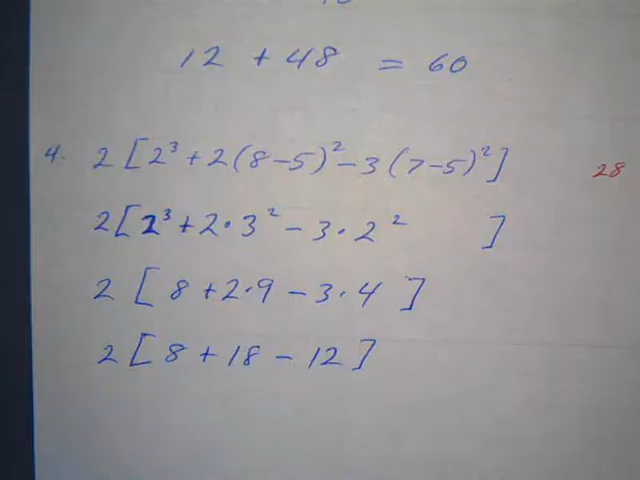 12 + 48 = 60
4. 2[2³ + 2(8-5)² - 3(7-5)²] 28
2[2³ + 2·3² - 3·2² ]
2 [ 8 + 2·9 - 3·4 ]
2 [ 8 + 18 - 12 ]